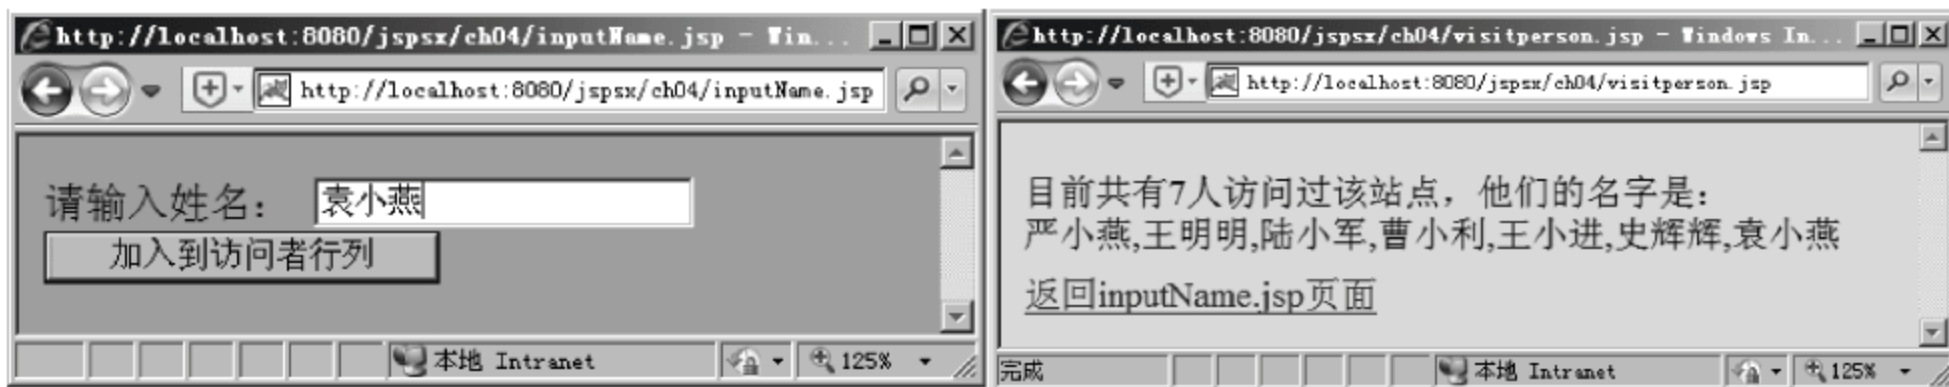 http://localhost:8080/jspsx/ch04/inputName.jsp - Win...
http://localhost:8080/jspsx/ch04/inputName.jsp
请输入姓名： 袁小燕
加入到访问者行列
本地 Intranet
125%
http://localhost:8080/jspsx/ch04/visitperson.jsp - Windows In...
http://localhost:8080/jspsx/ch04/visitperson.jsp
目前共有7人访问过该站点，他们的名字是：
严小燕,王明明,陆小军,曹小利,王小进,史辉辉,袁小燕
返回inputName.jsp页面
完成
本地 Intranet
125%